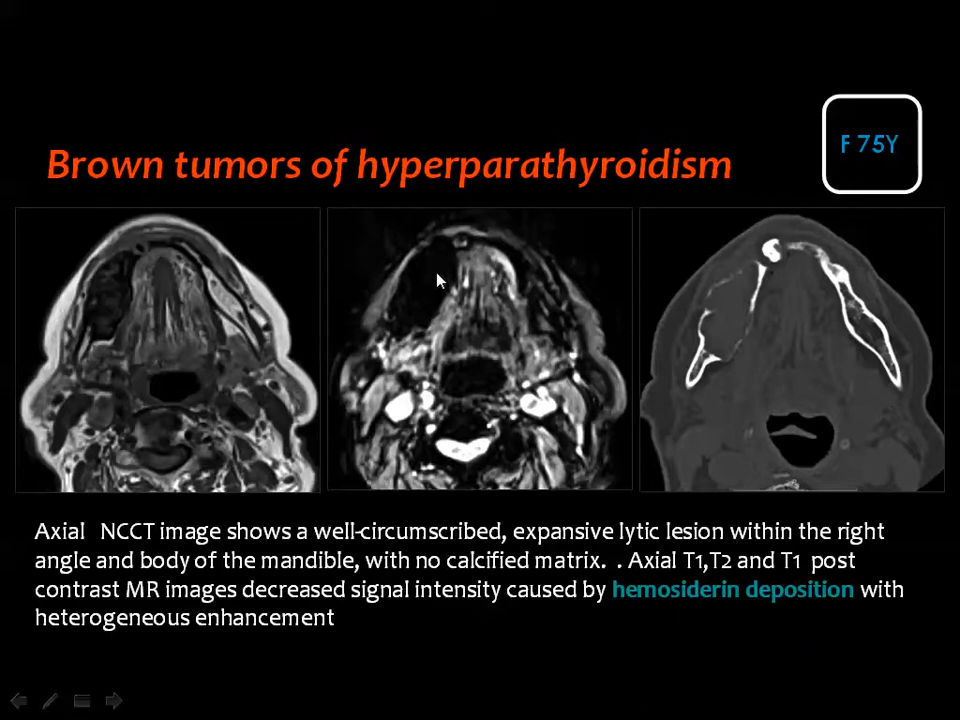 F 75Y
Brown tumors of hyperparathyroidism
Axial NCCT image shows a well-circumscribed, expansive lytic lesion within the right
angle and body of the mandible, with no calcified matrix. . Axial T1,T2 and T1 post
contrast MR images decreased signal intensity caused by hemosiderin deposition with
heterogeneous enhancement